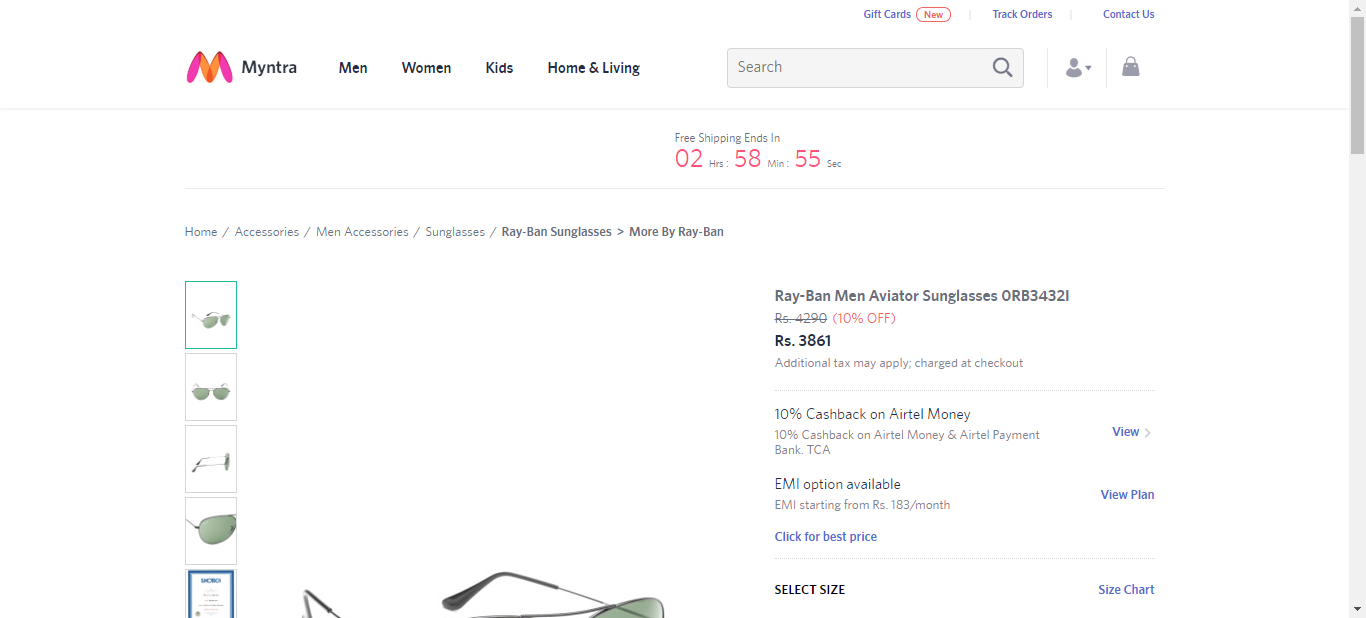 Gift Cards New Track Orders Contact Us
Myntra Men Women Kids Home & Living Search
Free Shipping Ends In
02 Hrs : 58 Min : 55 Sec
Home / Accessories / Men Accessories / Sunglasses / Ray-Ban Sunglasses > More By Ray-Ban
Ray-Ban Men Aviator Sunglasses 0RB3432I
Rs. 4290 (10% OFF)
Rs. 3861
Additional tax may apply; charged at checkout
10% Cashback on Airtel Money
10% Cashback on Airtel Money & Airtel Payment
Bank. TCA
View
EMI option available
EMI starting from Rs. 183/month
View Plan
Click for best price
SELECT SIZE Size Chart